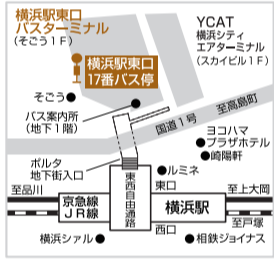 横浜駅東口
バスターミナル
(そごう1F)
YCAT
横浜シティ
エアターミナル
(スカイビル1F)
横浜駅東口
17番バス停
そごう
バス案内所
(地下1階)
至高島町
国道1号
ヨコハマ
プラザホテル
崎陽軒
ポルタ
地下街入口
ルミネ
東口
至品川
至上大岡
京急線
JR線
東西自由通路
横浜駅
西口
至戸塚
横浜シァル
相鉄ジョイナス